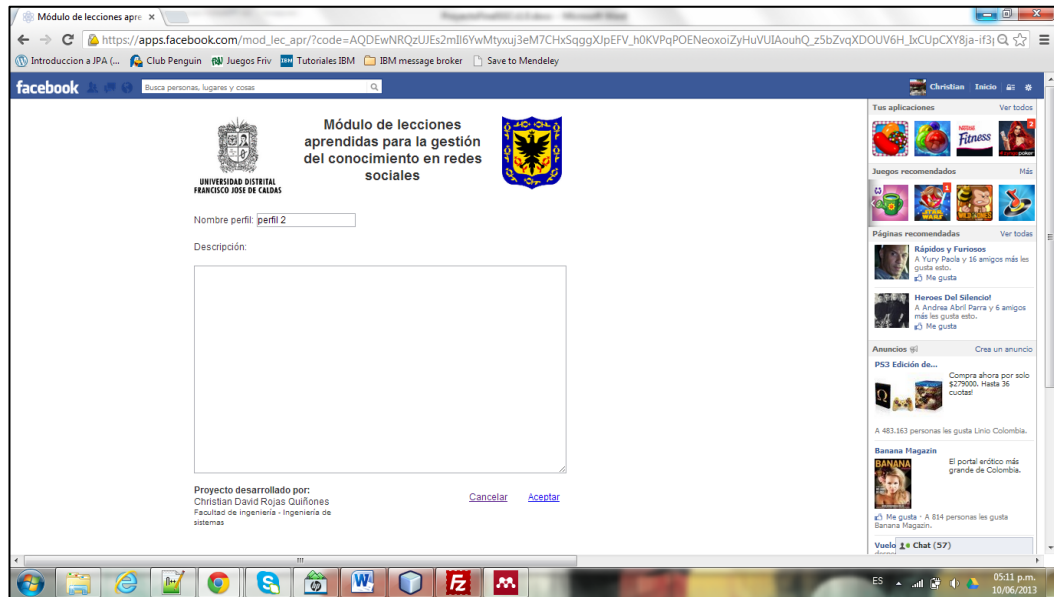 Módulo de lecciones apre
https://apps.facebook.com/mod_lec_apr/?code=
Introduccion a JPA (...
Club Penguin
Juegos Friv
Tutoriales IBM
IBM message broker
Save to Mendeley
facebook
Busca personas, lugares y cosas
Christian
Inicio
UNIVERSIDAD DISTRITAL
FRANCISCO JOSE DE CALDAS
Módulo de lecciones
aprendidas para la gestión
del conocimiento en redes
sociales
Nombre perfil: perfil 2
Descripción:
Proyecto desarrollado por:
Christian David Rojas Quiñones
Facultad de ingeniería - Ingeniería de
sistemas
Cancelar Aceptar
Tus aplicaciones Ver todos
Fitness
poker
Juegos recomendados Más
Páginas recomendadas Ver todas
Rápidos y Furiosos
A Yury Paola y 16 amigos más les
gusta esto.
Me gusta
Heroes Del Silencio!
A Andrea Abril Parra y 6 amigos
más les gusta esto.
Me gusta
Anuncios Crea un anuncio
PS3 Edición de...
Compra ahora por solo
$279000. Hasta 36
cuotas!
A 483.163 personas les gusta Linio Colombia.
Banana Magazin
BANANA
El portal erótico más
grande de Colombia.
Me gusta · A 814 personas les gusta
Banana Magazin.
Vuelo
Chat (57)
ES
05:11 p.m.
10/06/2013